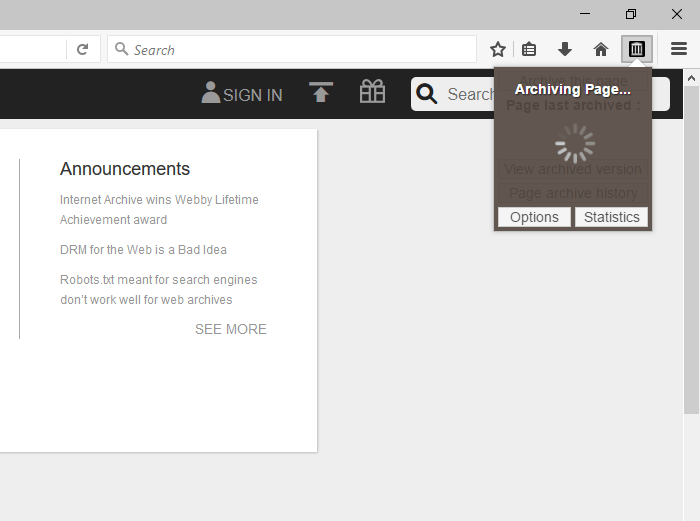 Search
SIGN IN
Search
Archive this page
Archiving Page...
Page last archived :
View archived version
Page archive history
Options
Statistics
Announcements
Internet Archive wins Webby Lifetime
Achievement award
DRM for the Web is a Bad Idea
Robots.txt meant for search engines
don't work well for web archives
SEE MORE